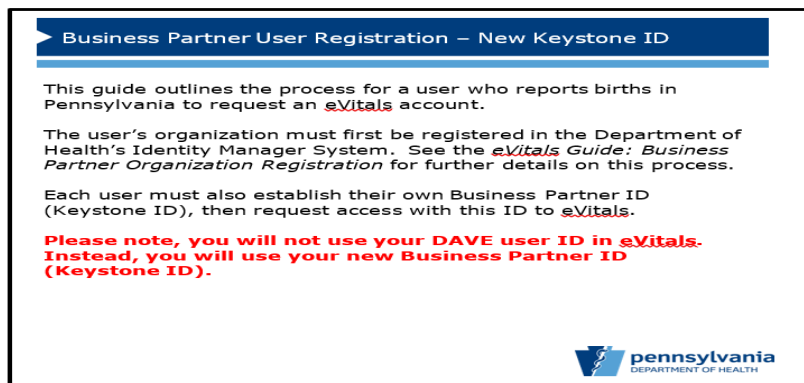 Business Partner User Registration – New Keystone ID
This guide outlines the process for a user who reports births in
Pennsylvania to request an eVitals account.
The user's organization must first be registered in the Department of
Health's Identity Manager System.  See the eVitals Guide: Business
Partner Organization Registration for further details on this process.
Each user must also establish their own Business Partner ID
(Keystone ID), then request access with this ID to eVitals.
Please note, you will not use your DAVE user ID in eVitals.
Instead, you will use your new Business Partner ID
(Keystone ID).
pennsylvania
DEPARTMENT OF HEALTH